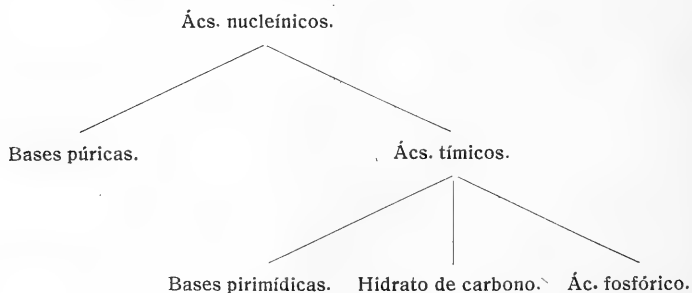 Ács. nucleínicos.
Bases púricas. Ács. tímicos.
Bases pirimídicas. Hidrato de carbono. Ác. fosfórico.